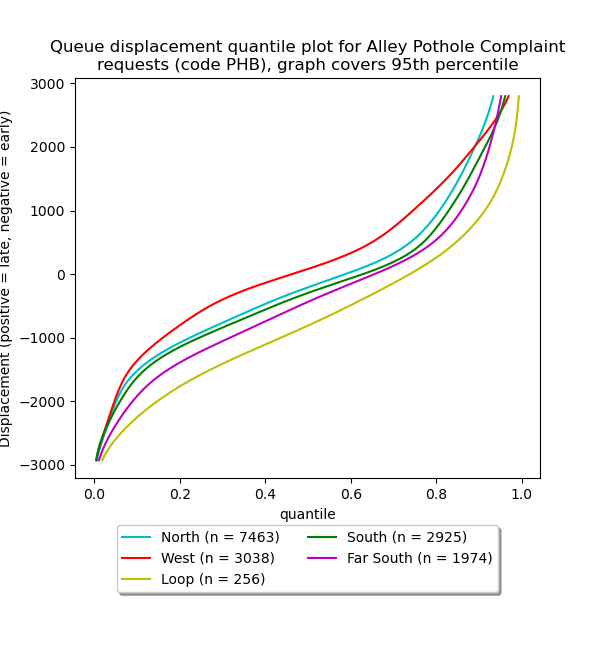 Queue displacement quantile plot for Alley Pothole Complaint
requests (code PHB), graph covers 95th percentile
Displacement (positive = late, negative = early)
3000
2000
1000
0
−1000
−2000
−3000
0.0 0.2 0.4 0.6 0.8 1.0
quantile
North (n = 7463)
West (n = 3038)
Loop (n = 256)
South (n = 2925)
Far South (n = 1974)